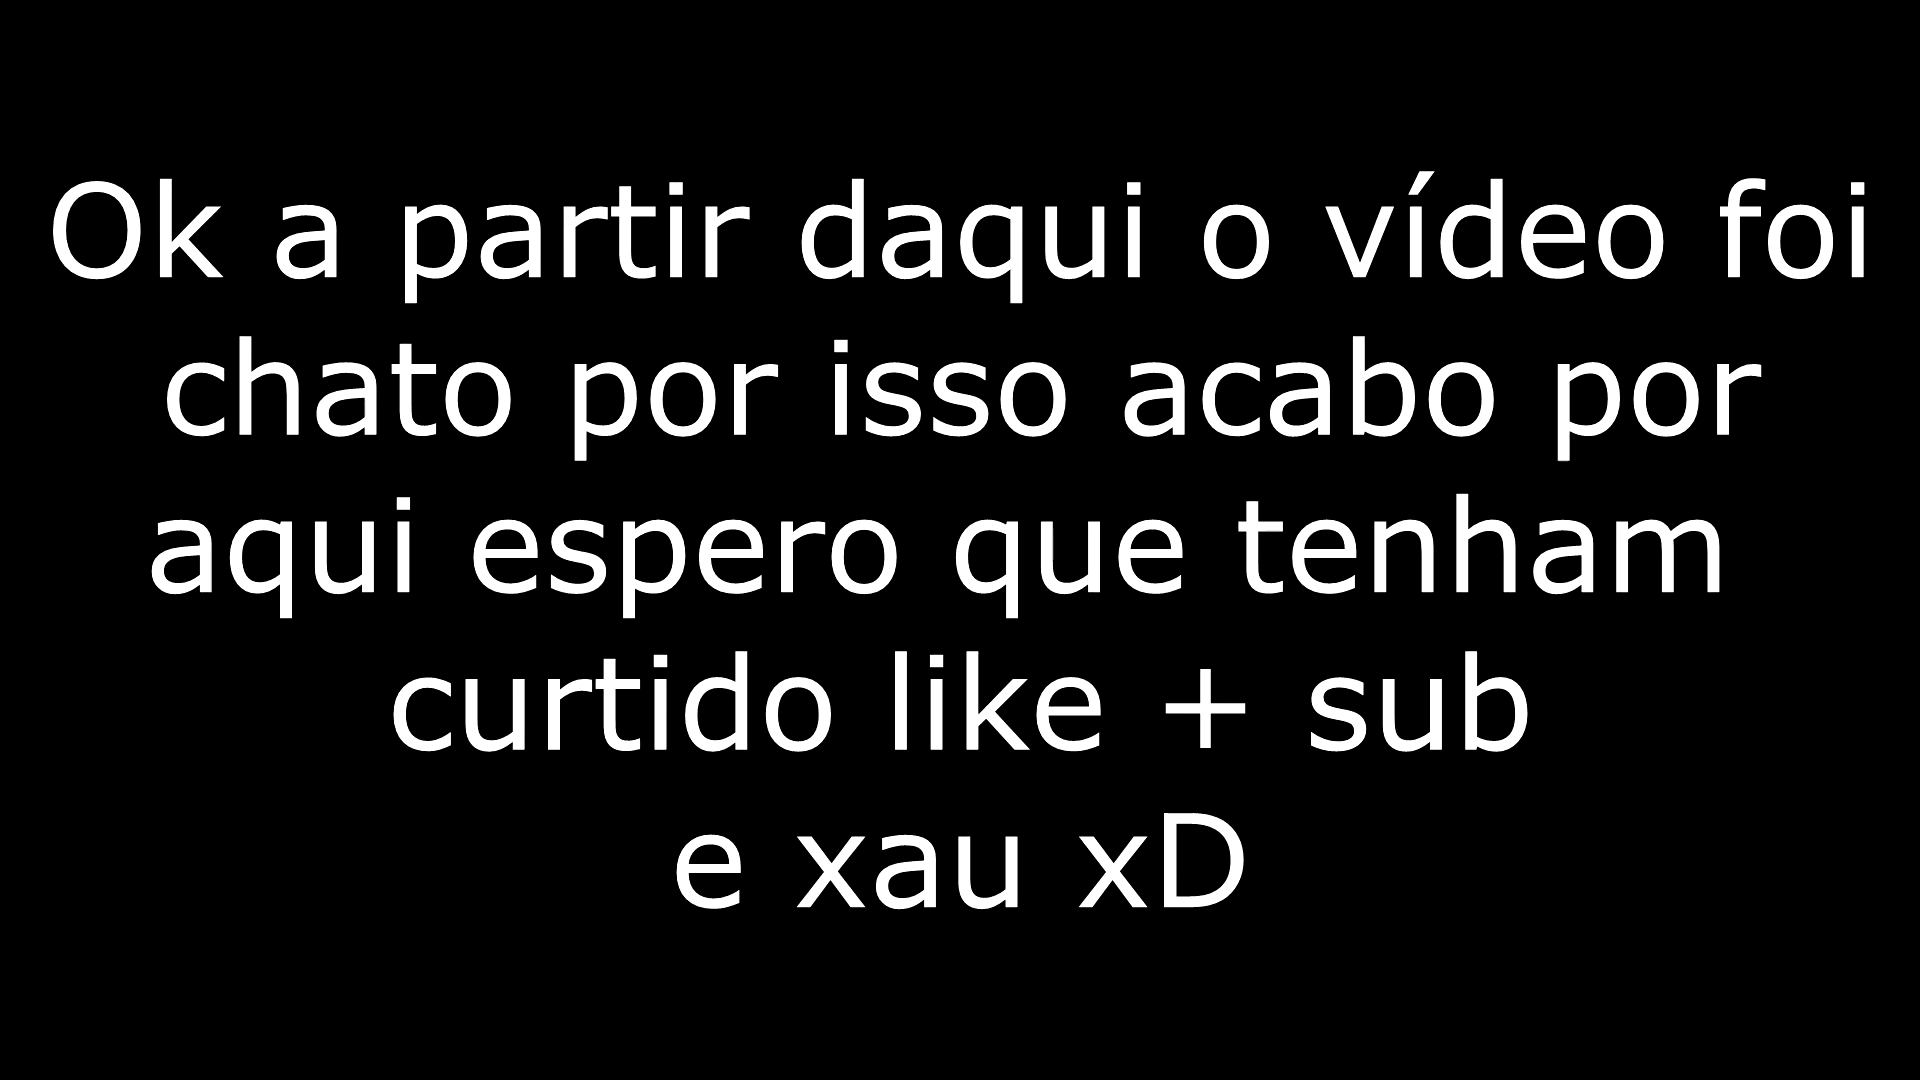 Ok a partir daqui o vídeo foi
chato por isso acabo por
aqui espero que tenham
curtido like + sub
e xau xD